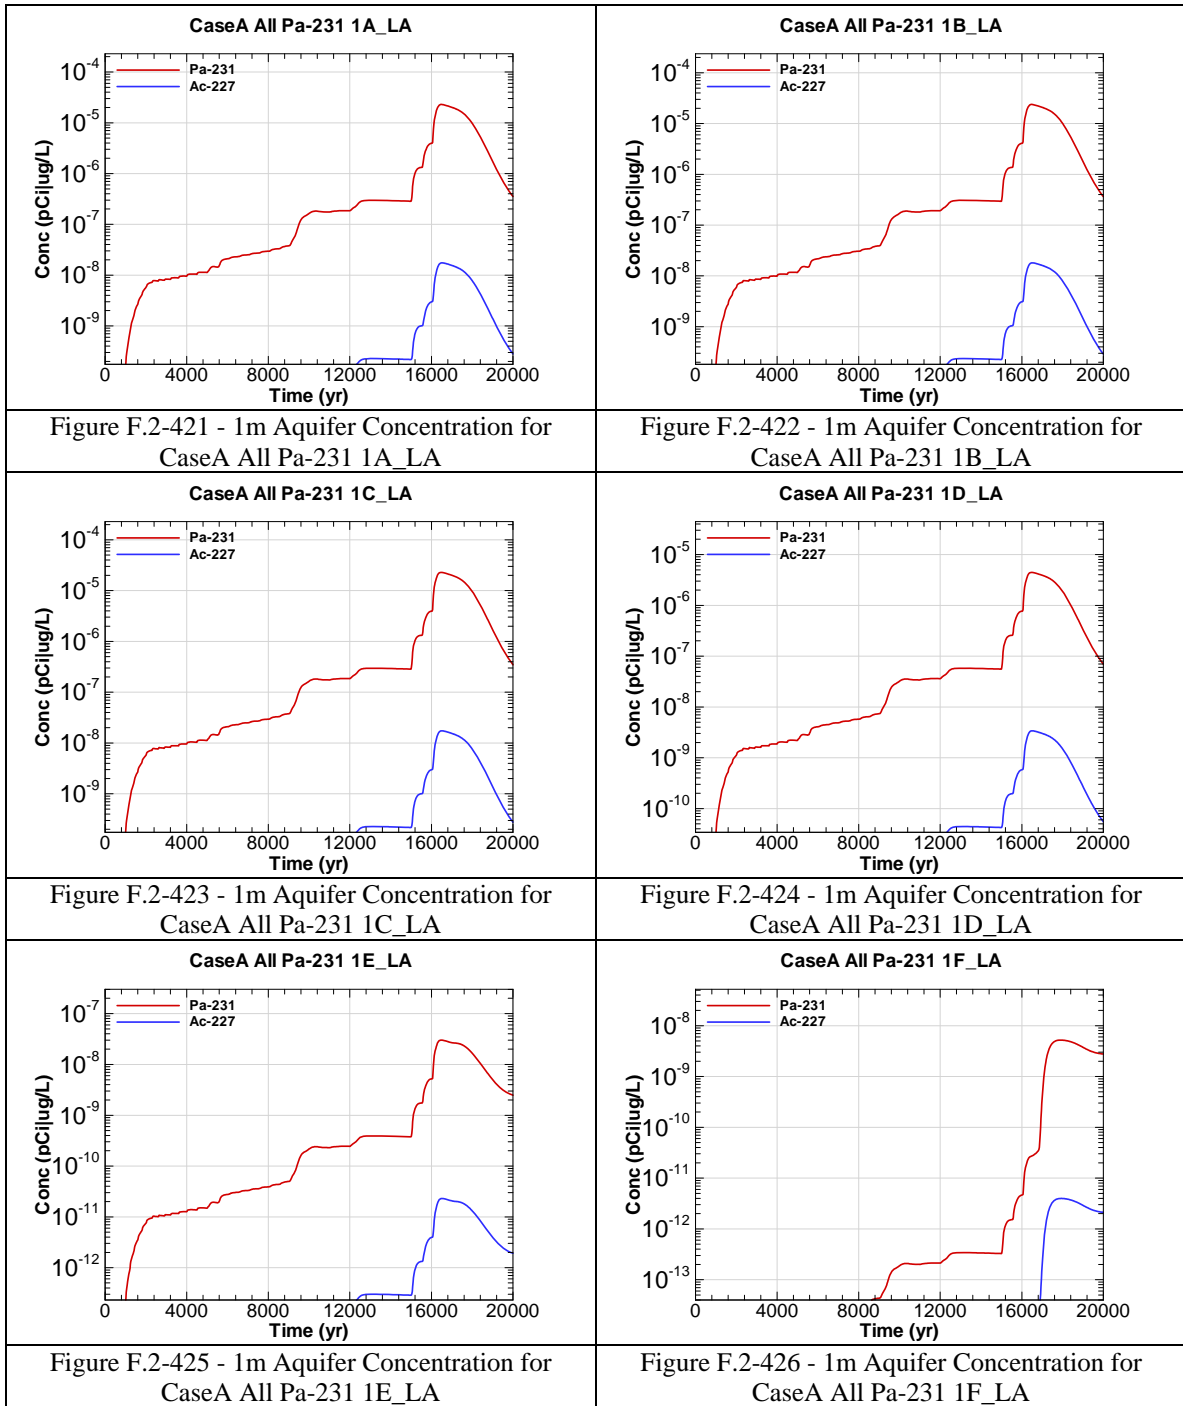 CaseA All Pa-231 1A_LA
Pa-231
Ac-227
Conc (pCi|ug/L)
10-4
10-5
10-6
10-7
10-8
10-9
0 4000 8000 12000 16000 20000
Time (yr)
Figure F.2-421 - 1m Aquifer Concentration for
CaseA All Pa-231 1A_LA
CaseA All Pa-231 1B_LA
Pa-231
Ac-227
Conc (pCi|ug/L)
10-4
10-5
10-6
10-7
10-8
10-9
0 4000 8000 12000 16000 20000
Time (yr)
Figure F.2-422 - 1m Aquifer Concentration for
CaseA All Pa-231 1B_LA
CaseA All Pa-231 1C_LA
Pa-231
Ac-227
Conc (pCi|ug/L)
10-4
10-5
10-6
10-7
10-8
10-9
0 4000 8000 12000 16000 20000
Time (yr)
Figure F.2-423 - 1m Aquifer Concentration for
CaseA All Pa-231 1C_LA
CaseA All Pa-231 1D_LA
Pa-231
Ac-227
Conc (pCi|ug/L)
10-5
10-6
10-7
10-8
10-9
10-10
0 4000 8000 12000 16000 20000
Time (yr)
Figure F.2-424 - 1m Aquifer Concentration for
CaseA All Pa-231 1D_LA
CaseA All Pa-231 1E_LA
Pa-231
Ac-227
Conc (pCi|ug/L)
10-7
10-8
10-9
10-10
10-11
10-12
0 4000 8000 12000 16000 20000
Time (yr)
Figure F.2-425 - 1m Aquifer Concentration for
CaseA All Pa-231 1E_LA
CaseA All Pa-231 1F_LA
Pa-231
Ac-227
Conc (pCi|ug/L)
10-8
10-9
10-10
10-11
10-12
10-13
0 4000 8000 12000 16000 20000
Time (yr)
Figure F.2-426 - 1m Aquifer Concentration for
CaseA All Pa-231 1F_LA